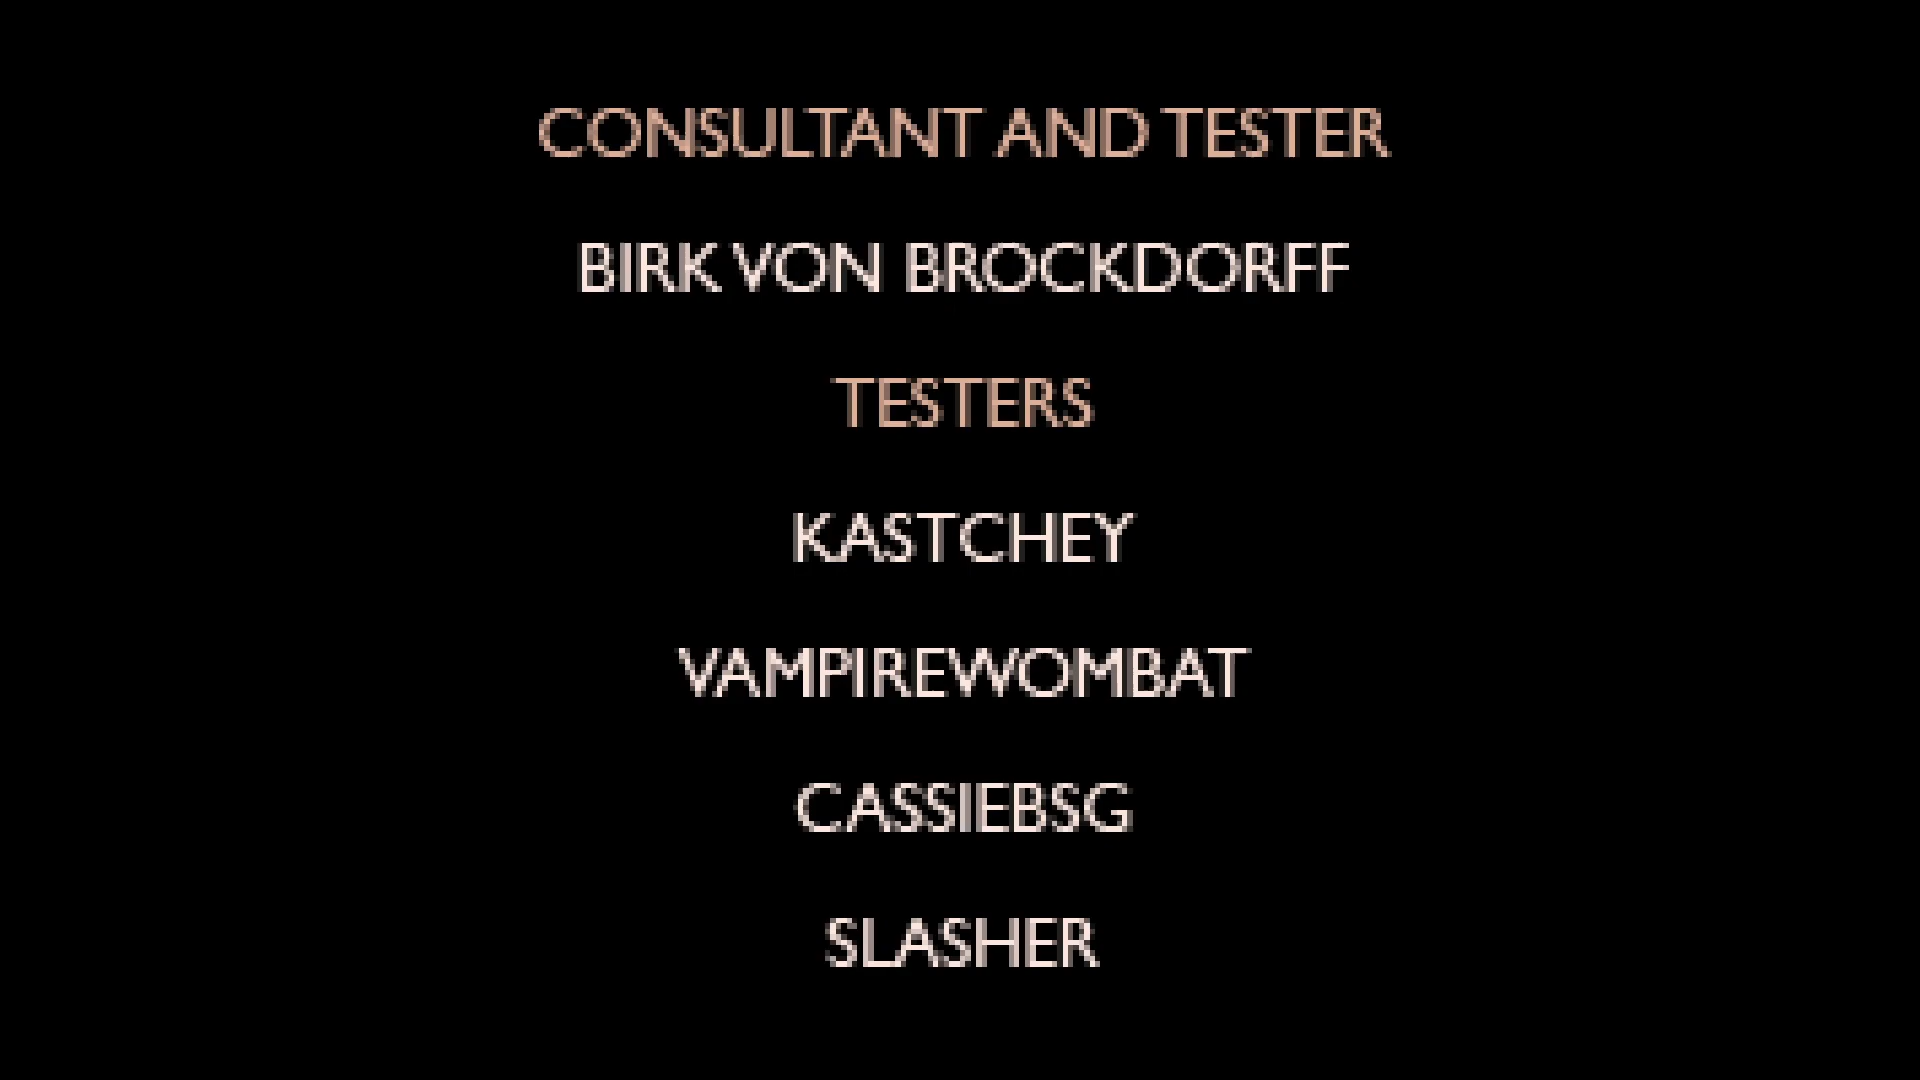 CONSULTANT AND TESTER
BIRK VON BROCKDORFF
TESTERS
KASTCHEY
VAMPIREWOMBAT
CASSIEBSG
SLASHER